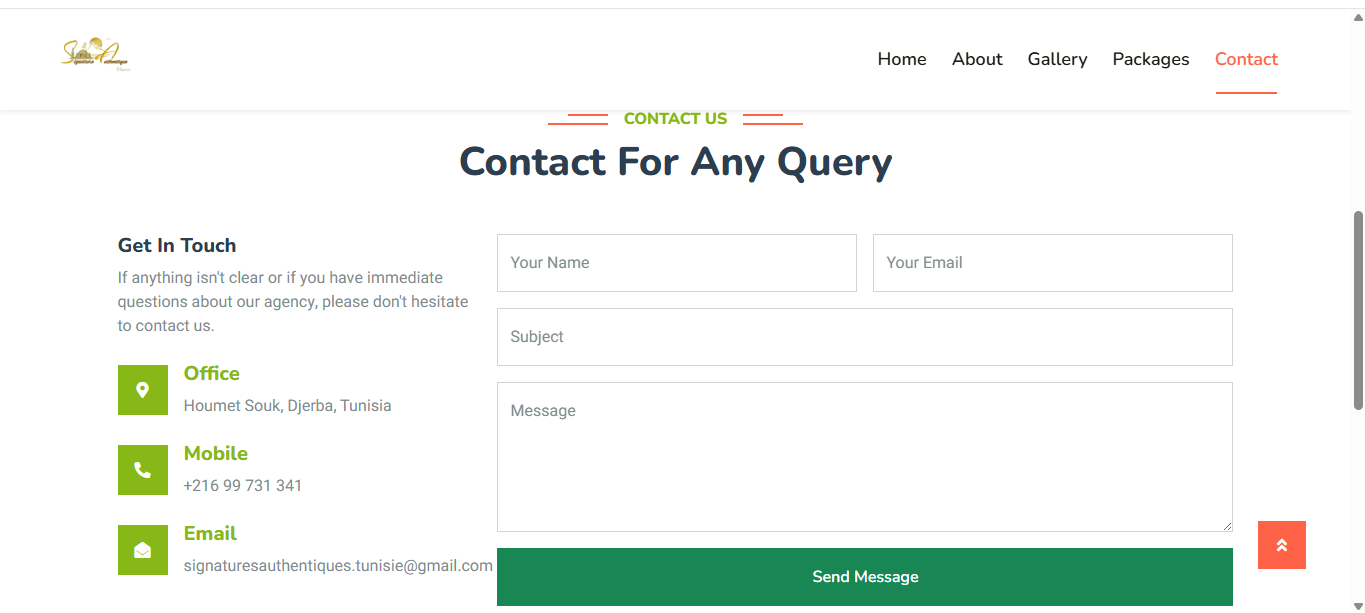 Signatures Authentiques
Home
About
Gallery
Packages
Contact
CONTACT US
Contact For Any Query
Get In Touch
If anything isn't clear or if you have immediate
questions about our agency, please don't hesitate
to contact us.
Office
Houmet Souk, Djerba, Tunisia
Mobile
+216 99 731 341
Email
signaturesauthentiques.tunisie@gmail.com
Your Name
Your Email
Subject
Message
Send Message